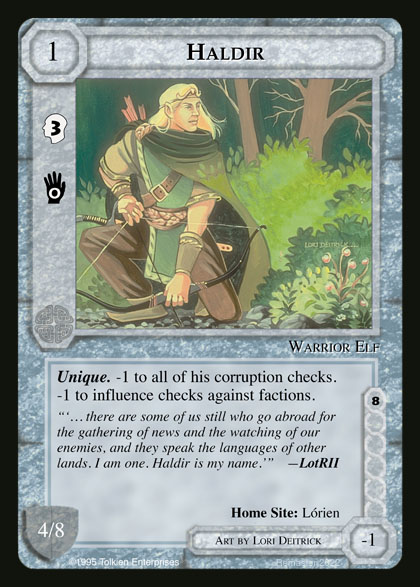 1
HALDIR
3
LORI DEITRICK
WARRIOR ELF
Unique. -1 to all of his corruption checks.
-1 to influence checks against factions.
“‘… there are some of us still who go abroad for
the gathering of news and the watching of our
enemies, and they speak the languages of other
lands. I am one. Haldir is my name.’” —LotRII
8
Home Site: Lórien
4/8
ART BY LORI DEITRICK
-1
©1995 Tolkien Enterprises